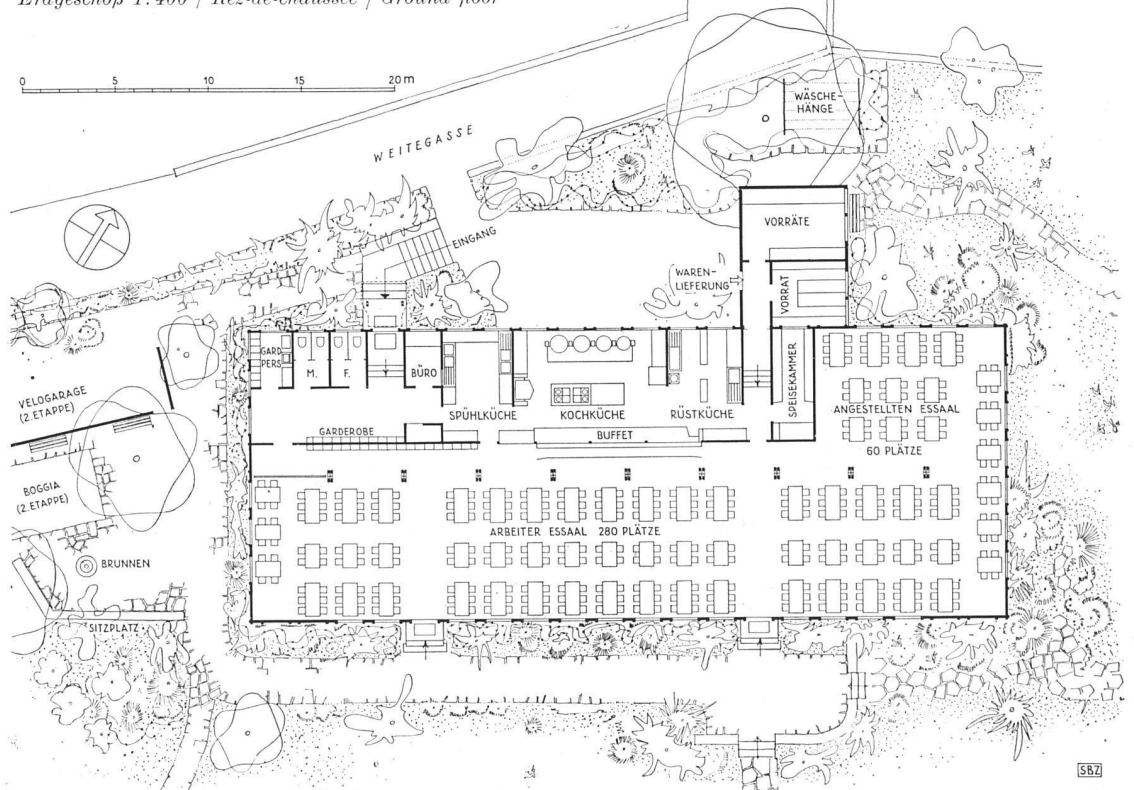 Erdgeschoß 1:400 / Rez-de-chaussée / Ground floor
0 5 10 15 20 m
WÄSCHE-
HÄNGE
WEITEGASSE
EINGANG
VORRÄTE
WAREN-
LIEFERUNG
VORRAT
GARD
PERS
M.
F.
BÜRO
SPÜHLKÜCHE
KOCHKÜCHE
RÜSTKÜCHE
SPEISEKAMMER
ANGESTELLTEN ESSAAL
60 PLÄTZE
VELOGARAGE
(2.ETAPPE)
GARDEROBE
BUFFET
BOGGIA
(2.ETAPPE)
ARBEITER ESSAAL 280 PLÄTZE
BRUNNEN
SITZPLATZ
SBZ